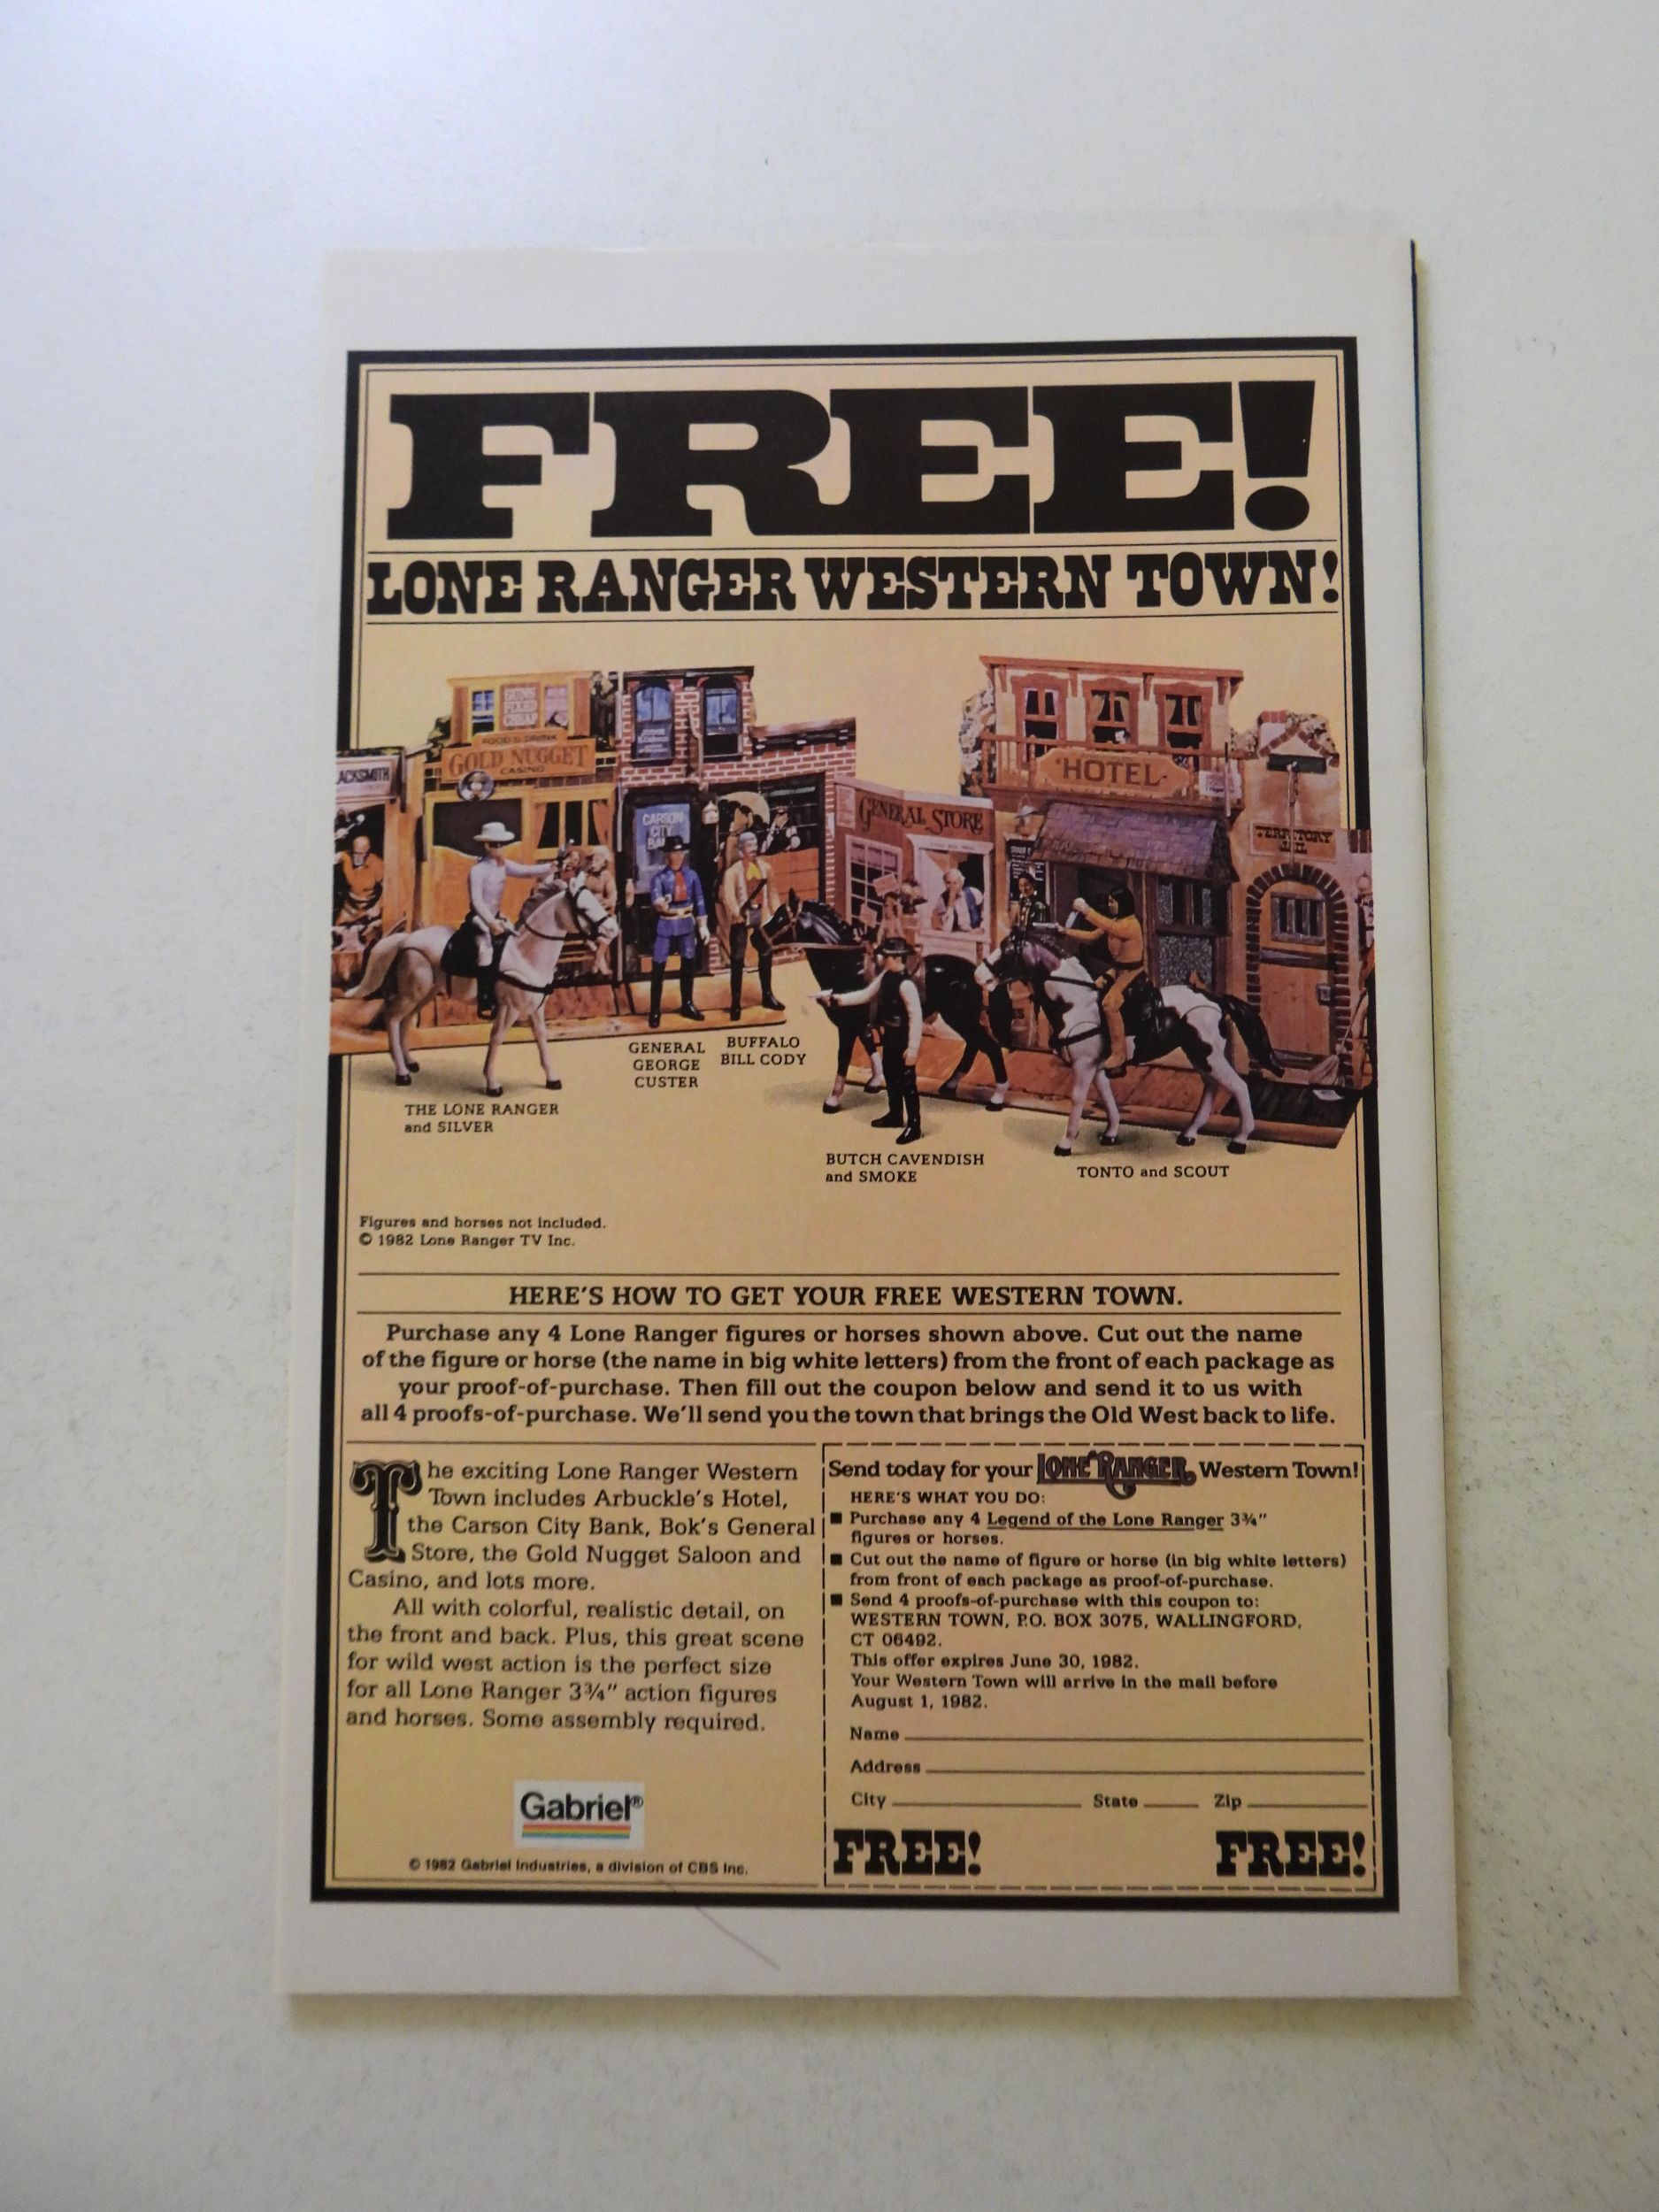 FREE!
LONE RANGER WESTERN TOWN!
FOOD & DRINK
GOLD NUGGET
CASINO
ACKSMITH
GUNS
FIXED
CHEAP
CARSON
CITY
BA
GENERAL STORE
HOTEL
TERRITORY
JAIL
GENERAL
GEORGE
CUSTER
BUFFALO
BILL CODY
THE LONE RANGER
and SILVER
BUTCH CAVENDISH
and SMOKE
TONTO and SCOUT
Figures and horses not included.
© 1982 Lone Ranger TV Inc.
HERE'S HOW TO GET YOUR FREE WESTERN TOWN.
Purchase any 4 Lone Ranger figures or horses shown above. Cut out the name
of the figure or horse (the name in big white letters) from the front of each package as
your proof-of-purchase. Then fill out the coupon below and send it to us with
all 4 proofs-of-purchase. We'll send you the town that brings the Old West back to life.
The exciting Lone Ranger Western
Town includes Arbuckle's Hotel,
the Carson City Bank, Bok's General
Store, the Gold Nugget Saloon and
Casino, and lots more.
All with colorful, realistic detail, on
the front and back. Plus, this great scene
for wild west action is the perfect size
for all Lone Ranger 3¾" action figures
and horses. Some assembly required.
Gabriel®
© 1982 Gabriel Industries, a division of CBS Inc.
Send today for your LONE RANGER Western Town!
HERE'S WHAT YOU DO:
■ Purchase any 4 Legend of the Lone Ranger 3¾"
figures or horses.
■ Cut out the name of figure or horse (in big white letters)
from front of each package as proof-of-purchase.
■ Send 4 proofs-of-purchase with this coupon to:
WESTERN TOWN, P.O. BOX 3075, WALLINGFORD,
CT 06492.
This offer expires June 30, 1982.
Your Western Town will arrive in the mail before
August 1, 1982.
Name
Address
City State Zip
FREE! FREE!